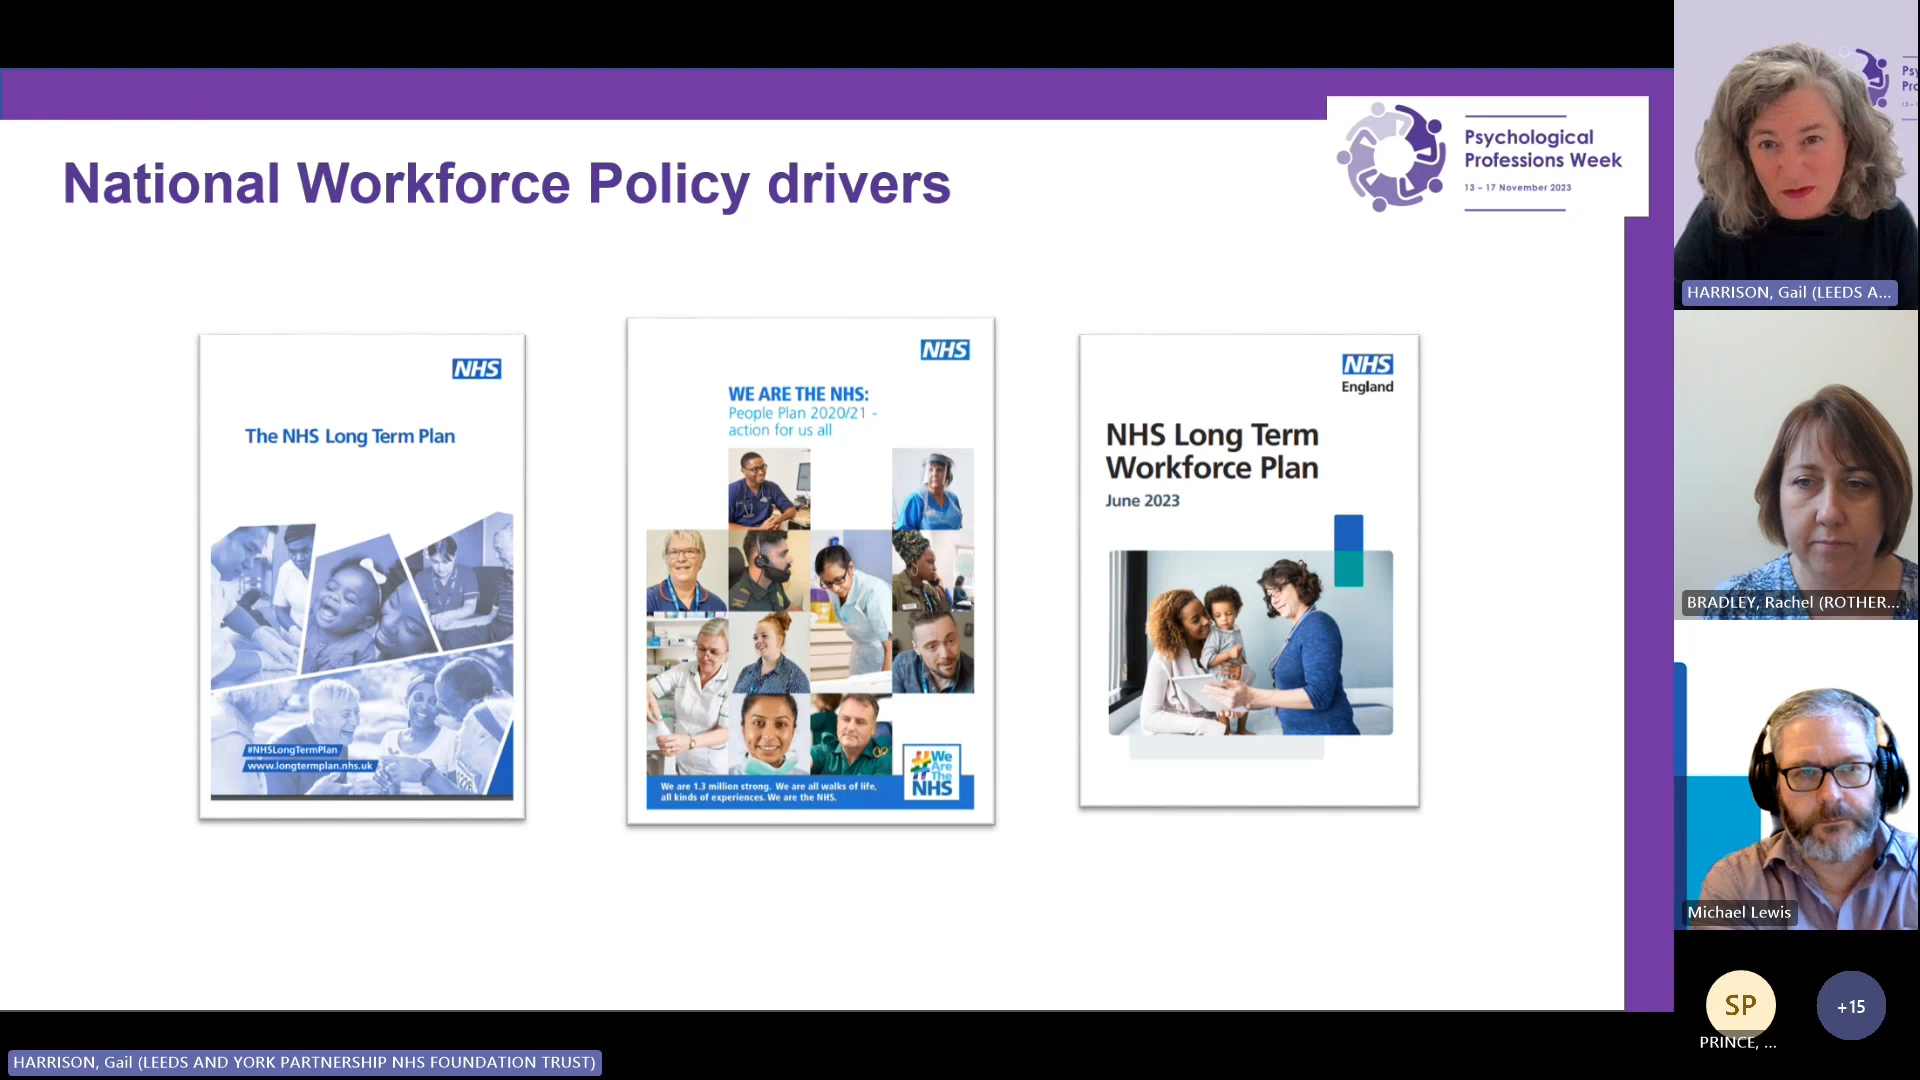 National Workforce Policy drivers
Psychological
Professions Week
13 – 17 November 2023
NHS
The NHS Long Term Plan
#NHSLongTermPlan
www.longtermplan.nhs.uk
NHS
WE ARE THE NHS:
People Plan 2020/21 -
action for us all
We are 1.3 million strong. We are all walks of life,
all kinds of experiences. We are the NHS.
#We
Are
The
NHS
NHS
England
NHS Long Term
Workforce Plan
June 2023
HARRISON, Gail (LEEDS A...
BRADLEY, Rachel (ROTHER...
Michael Lewis
SP
PRINCE, ...
+15
HARRISON, Gail (LEEDS AND YORK PARTNERSHIP NHS FOUNDATION TRUST)